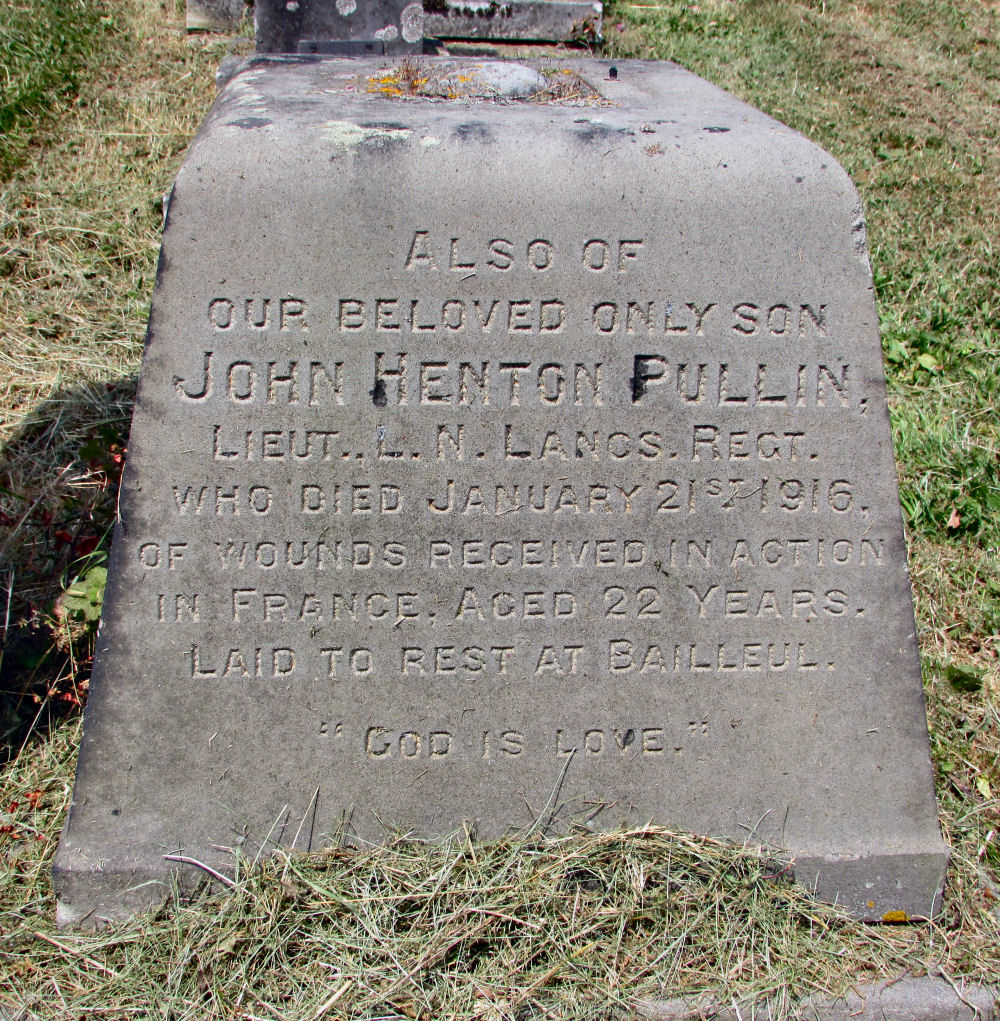 ALSO OF
OUR BELOVED ONLY SON
JOHN HENTON PULLIN,
LIEUT., L. N. LANCS. REGT.
WHO DIED JANUARY 21ST 1916,
OF WOUNDS RECEIVED IN ACTION
IN FRANCE, AGED 22 YEARS.
LAID TO REST AT BAILLEUL.
"GOD IS LOVE."